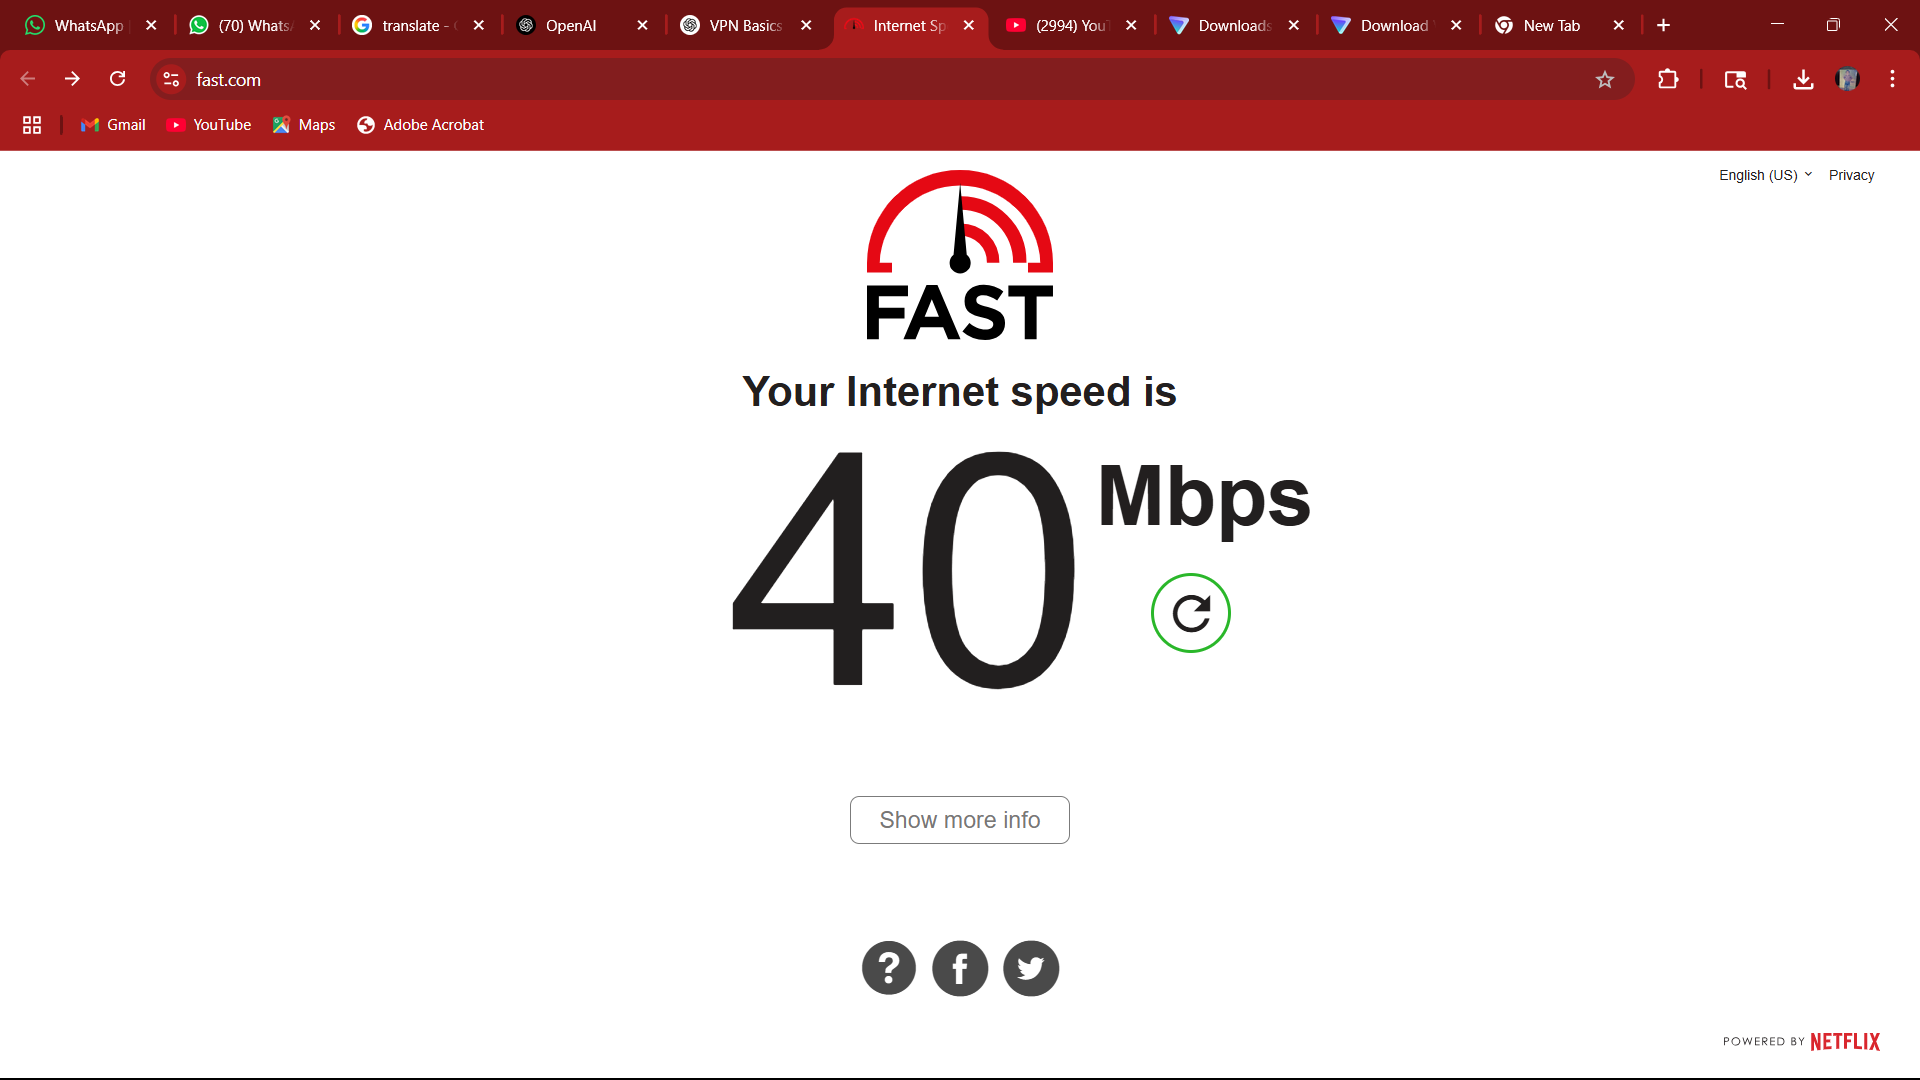 WhatsApp
(70) Whats
translate -
OpenAI
VPN Basics
Internet Sp
(2994) You
Downloads
Download
New Tab
fast.com
Gmail
YouTube
Maps
Adobe Acrobat
English (US)
Privacy
FAST
Your Internet speed is
40 Mbps
Show more info
?
POWERED BY NETFLIX